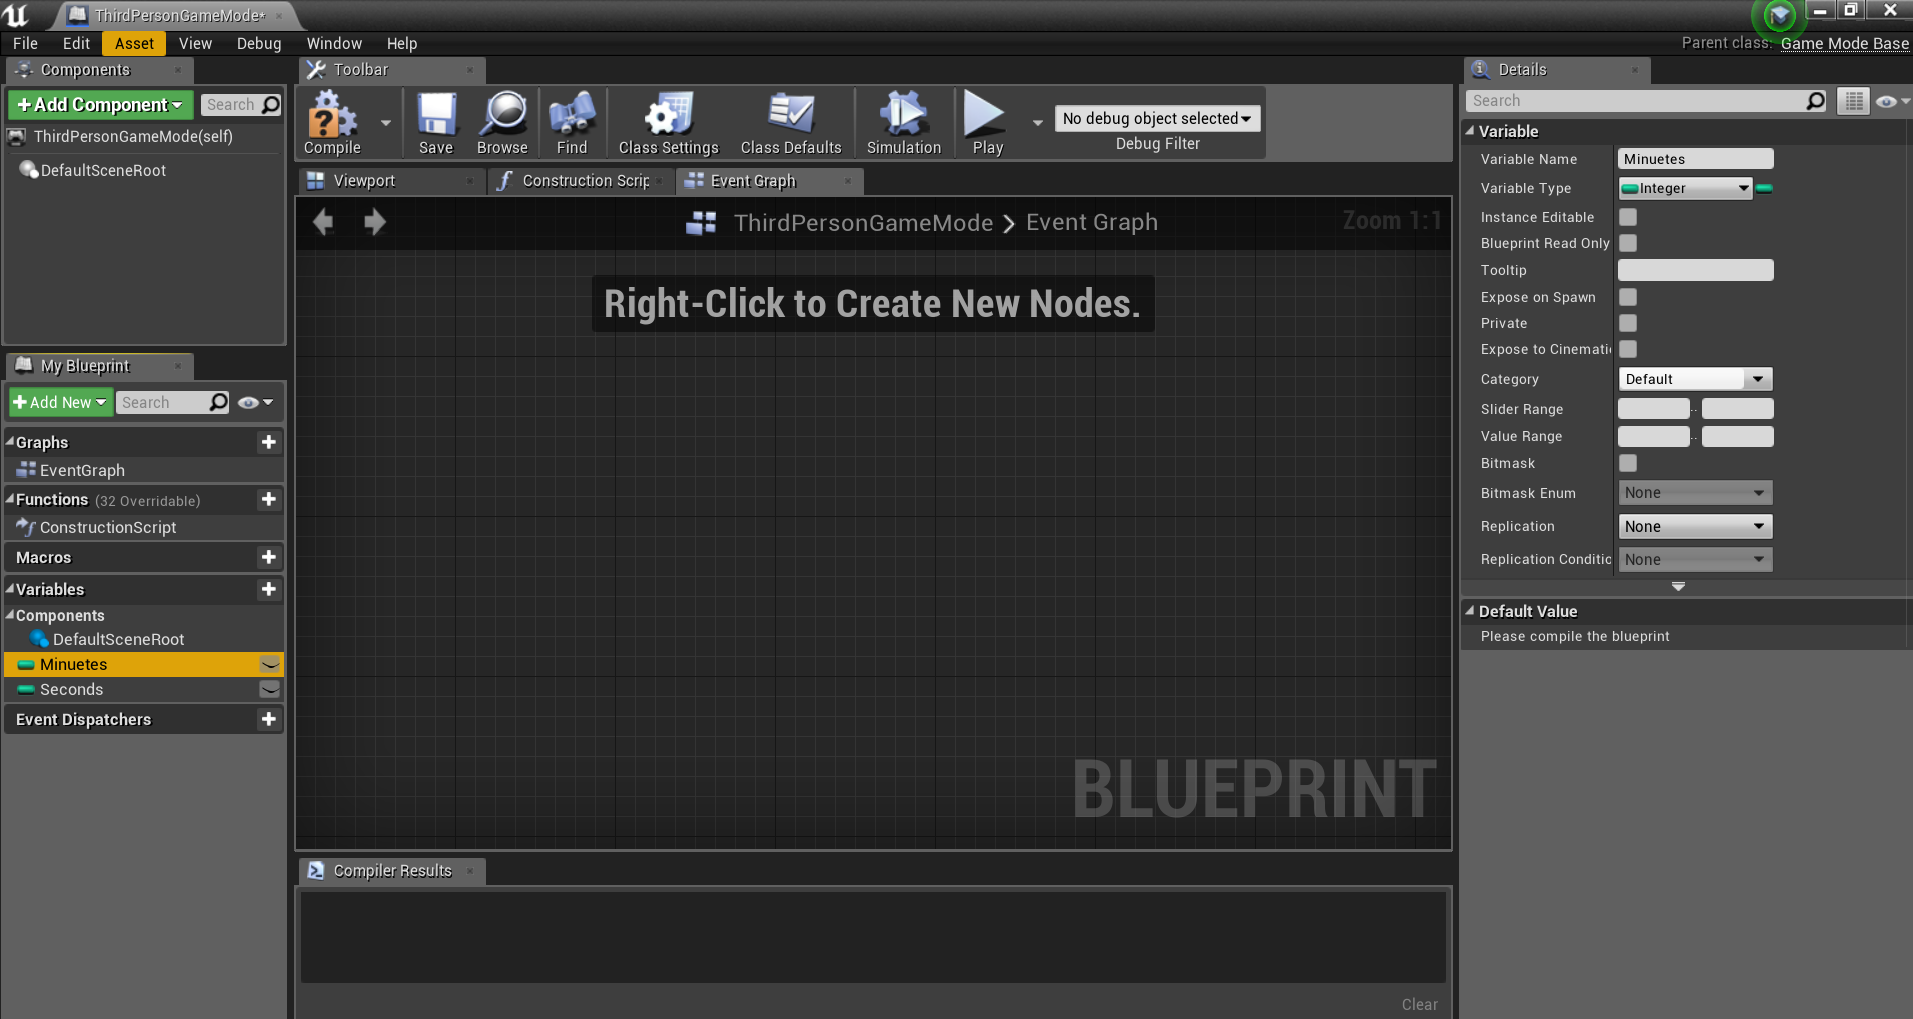 ThirdPersonGameMode*
File Edit Asset View Debug Window Help
Parent class: Game Mode Base
Components
Add Component Search
ThirdPersonGameMode(self)
DefaultSceneRoot
My Blueprint
Add New Search
Graphs
EventGraph
Functions (32 Overridable)
ConstructionScript
Macros
Variables
Components
DefaultSceneRoot
Minuetes
Seconds
Event Dispatchers
Toolbar
Compile Save Browse Find Class Settings Class Defaults Simulation Play
No debug object selected
Debug Filter
Viewport Construction Scrip Event Graph
ThirdPersonGameMode > Event Graph
Zoom 1:1
Right-Click to Create New Nodes.
BLUEPRINT
Compiler Results
Clear
Details
Search
Variable
Variable Name Minuetes
Variable Type Integer
Instance Editable
Blueprint Read Only
Tooltip
Expose on Spawn
Private
Expose to Cinemati
Category Default
Slider Range ..
Value Range ..
Bitmask
Bitmask Enum None
Replication None
Replication Conditio None
Default Value
Please compile the blueprint